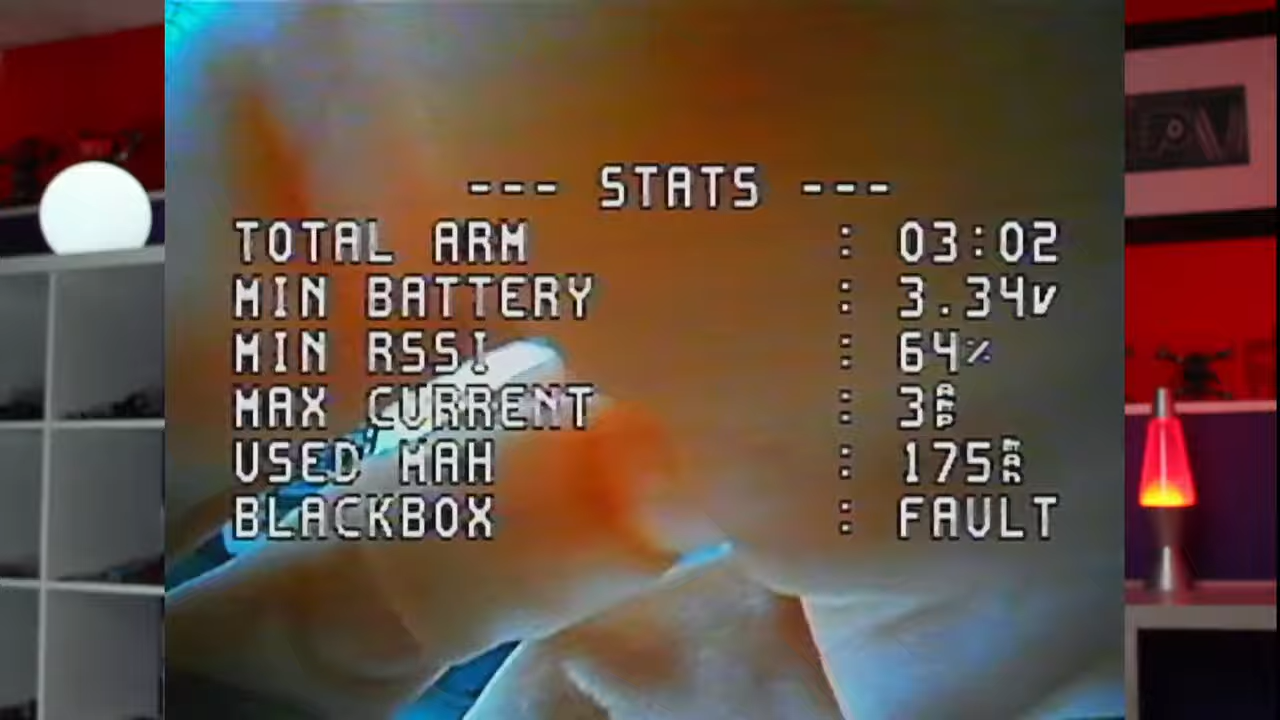 --- STATS ---
TOTAL ARM : 03:02
MIN BATTERY : 3.34V
MIN RSSI : 64%
MAX CURRENT : 3AMP
USED MAH : 175MAH
BLACKBOX : FAULT